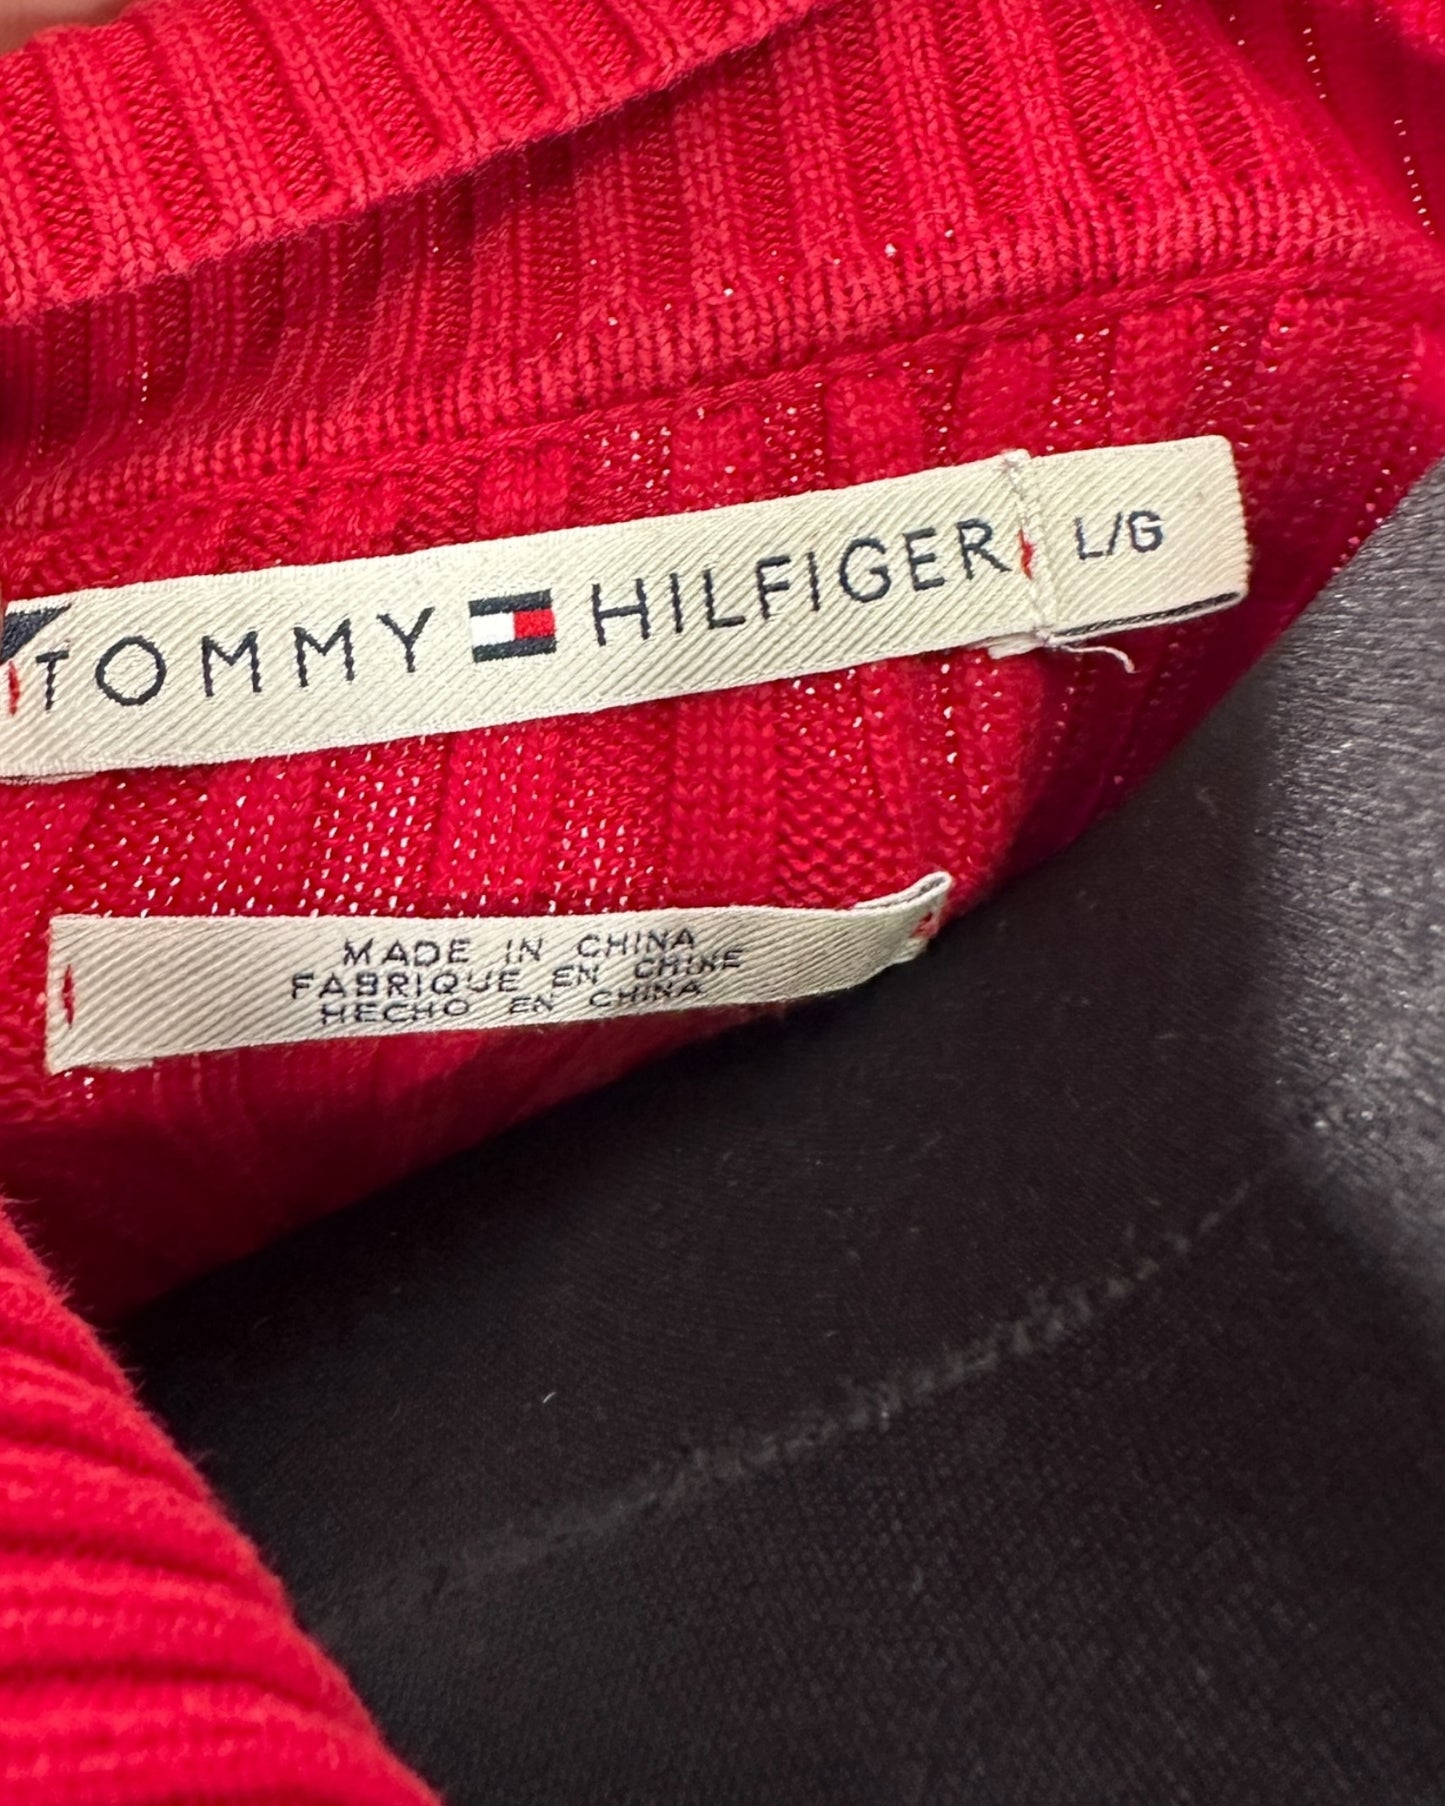 TOMMY HILFIGER L/G
MADE IN CHINA
FABRIQUE EN CHINE
HECHO EN CHINA